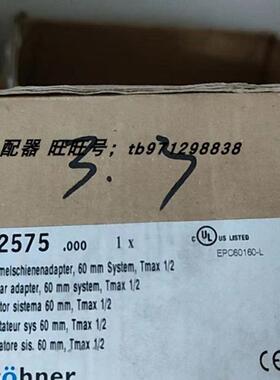 配器 旺旺号; tb971298838
3.7
2575 .000 1 x
melschienenadapter, 60 mm System, Tmax 1/2
ar adapter, 60 mm system, Tmax 1/2
tor sistema 60 mm, Tmax 1/2
tateur sys 60 mm, Tmax 1/2
atore sis. 60 mm, Tmax 1/2
c UL US LISTED
EPC60160-L
öhner